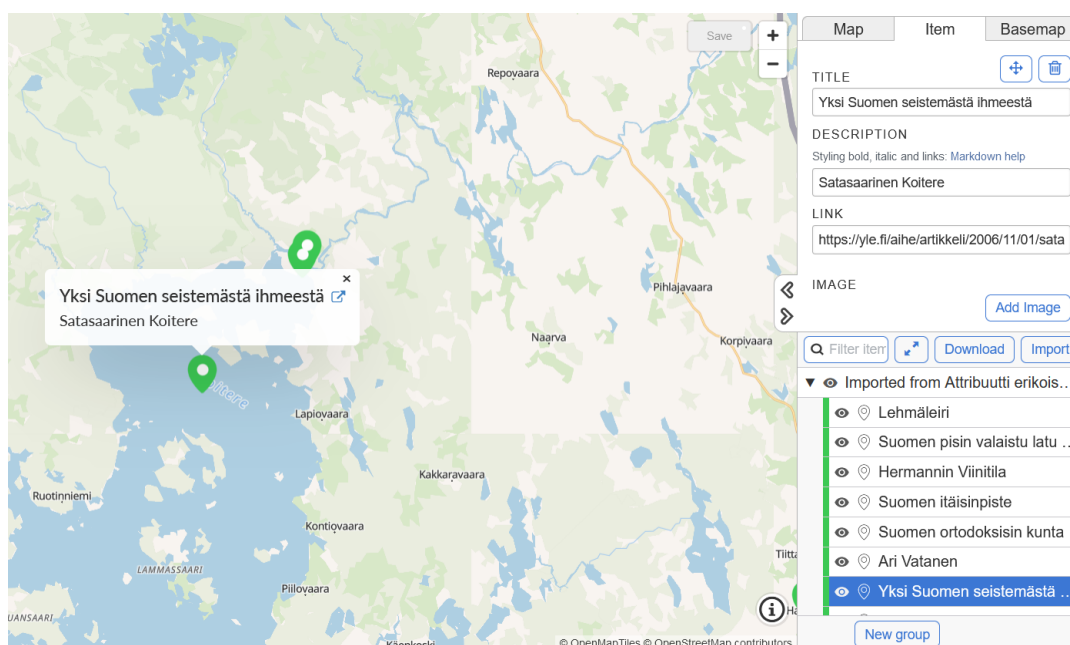 Save
+
−
Repovaara
Yksi Suomen seistemästä ihmeestä
×
Satasaarinen Koitere
Pihlajavaara
Naarva
Korpivaara
Koitere
Lapiovaara
Kakkaravaara
Ruotinniemi
Kontiovaara
LAMMASSAARI
Piilovaara
© OpenMapTiles © OpenStreetMap contributors
Map
Item
Basemap
TITLE
Yksi Suomen seistemästä ihmeestä
DESCRIPTION
Styling bold, italic and links: Markdown help
Satasaarinen Koitere
LINK
https://yle.fi/aihe/artikkeli/2006/11/01/sata
IMAGE
Add Image
Filter item
Download
Import
Imported from Attribuutti erikois…
Lehmäleiri
Suomen pisin valaistu latu …
Hermannin Viinitila
Suomen itäisinpiste
Suomen ortodoksisin kunta
Ari Vatanen
Yksi Suomen seistemästä …
New group